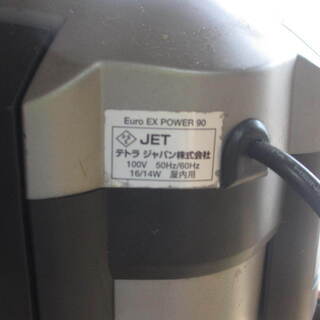 Euro EX POWER 90
JET
テトラ ジャパン株式会社
100V 50Hz/60Hz
16/14W 屋内用